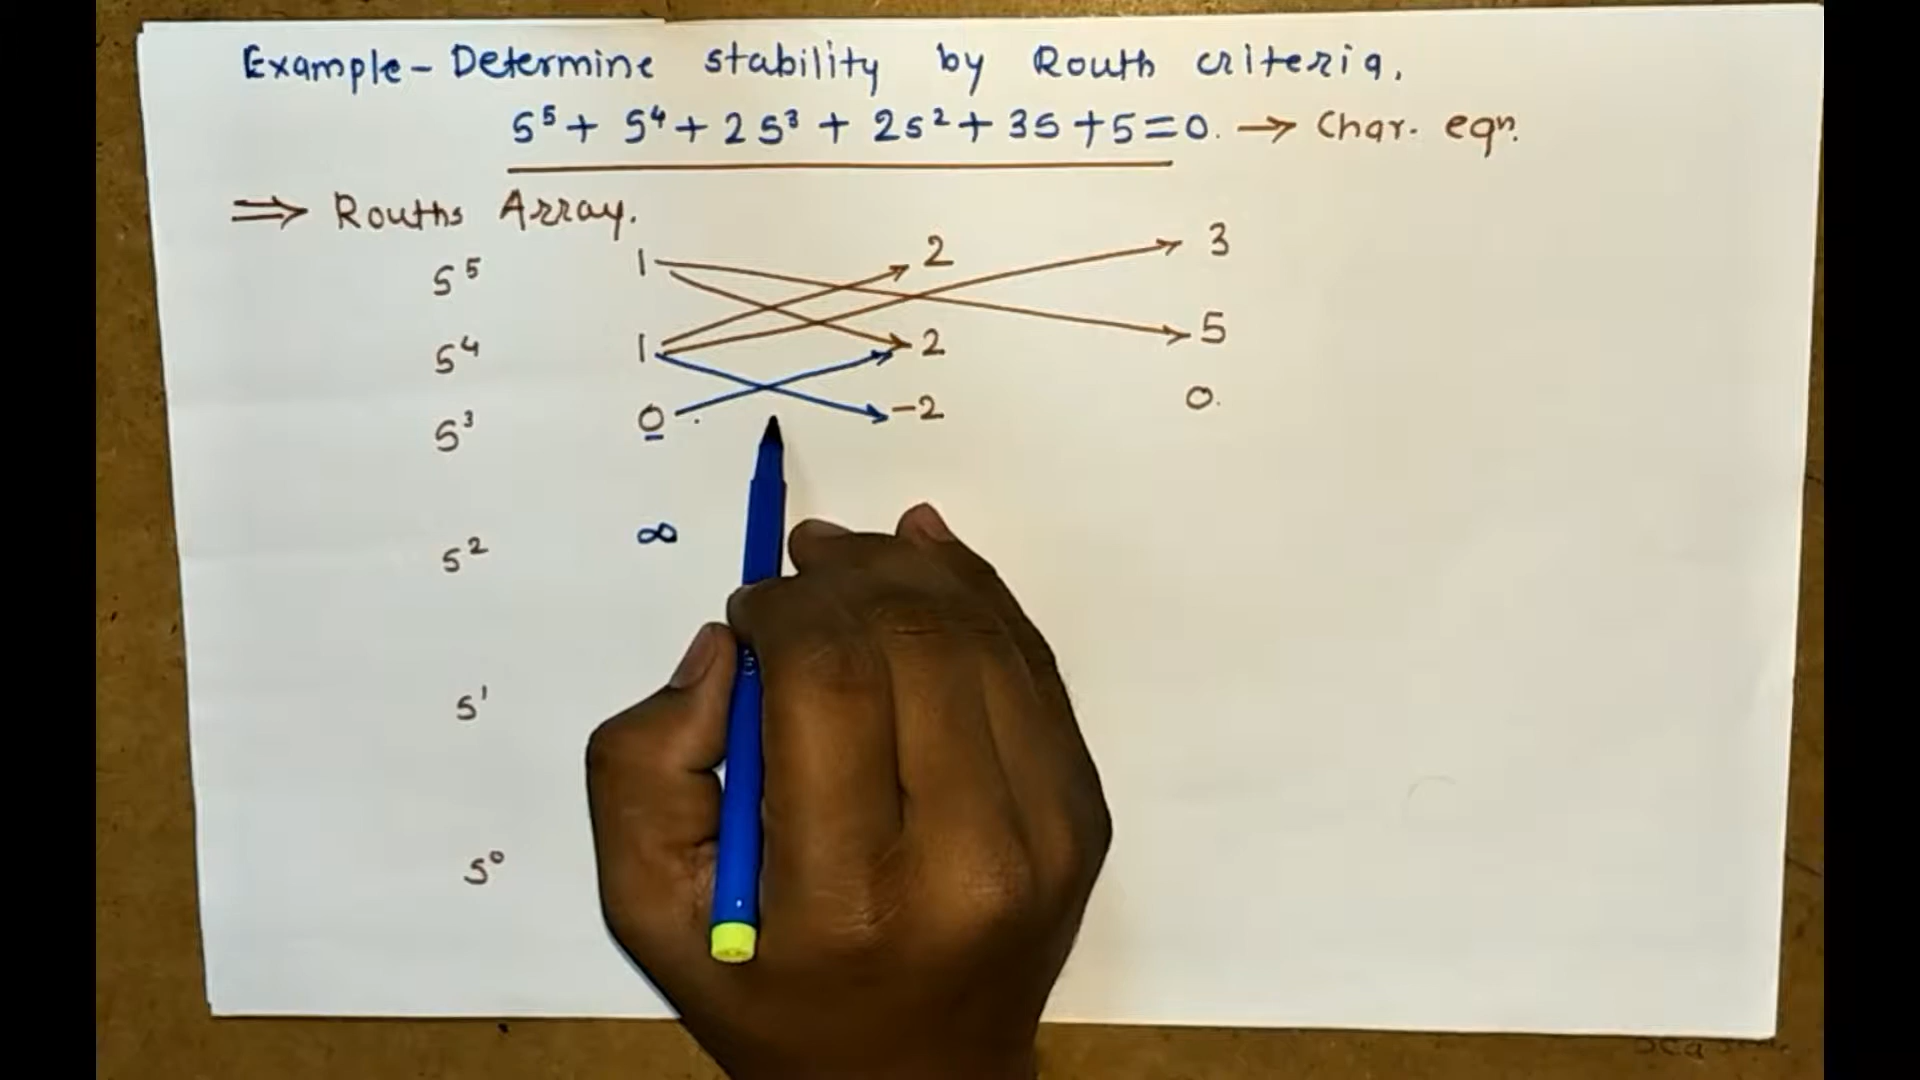 Example - Determine stability by Routh criteria.
s⁵ + s⁴ + 2s³ + 2s² + 3s + 5 = 0. → Char. eqn.
⇒ Rouths Array.
s⁵ 1 2 3
s⁴ 1 2 5
s³ 0 -2 0.
s² ∞
s¹
s⁰